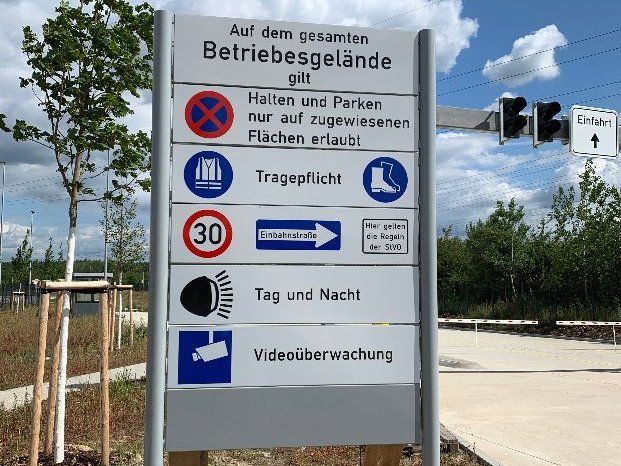 Auf dem gesamten
Betriebesgelände
gilt
Halten und Parken
nur auf zugewiesenen
Flächen erlaubt
Tragepflicht
30
Einbahnstraße
Hier gelten
die Regeln
der StVO
Tag und Nacht
Videoüberwachung
Einfahrt